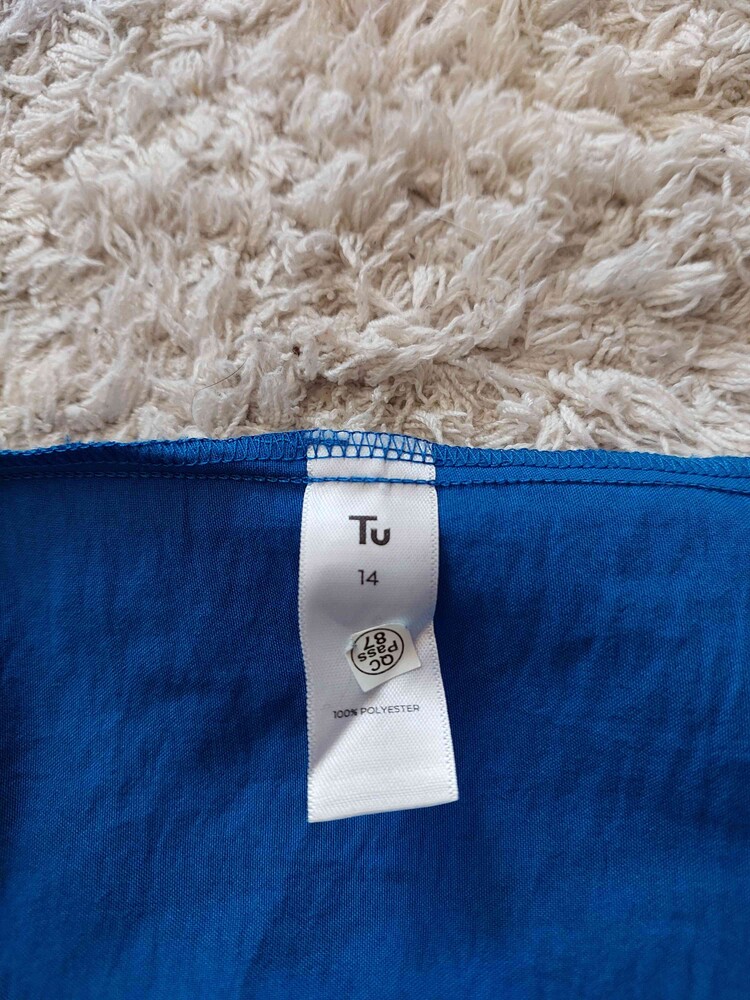 Tu
14
QC
Pass
87
100% POLYESTER